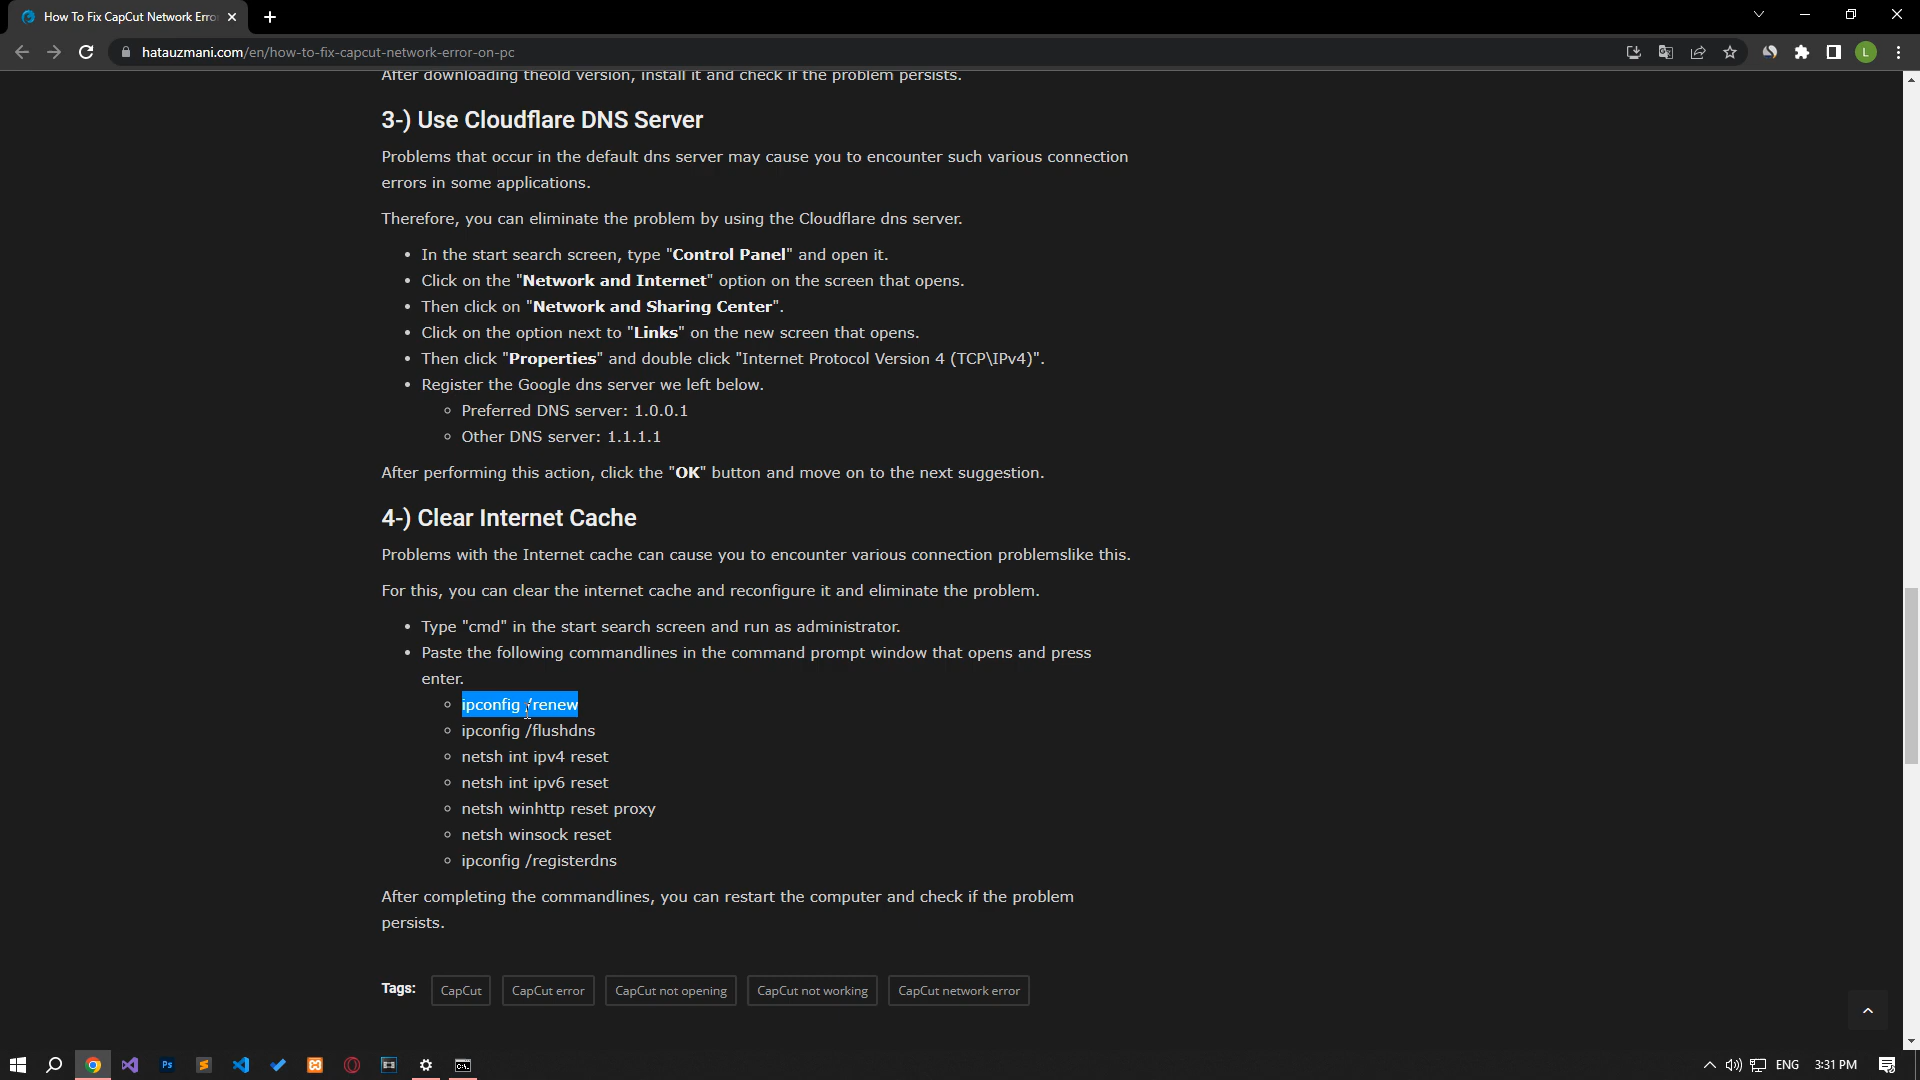 How To Fix CapCut Network Erro
hatauzmani.com/en/how-to-fix-capcut-network-error-on-pc
L
After downloading theold version, install it and check if the problem persists.
3-) Use Cloudflare DNS Server
Problems that occur in the default dns server may cause you to encounter such various connection
errors in some applications.
Therefore, you can eliminate the problem by using the Cloudflare dns server.
In the start search screen, type "Control Panel" and open it.
Click on the "Network and Internet" option on the screen that opens.
Then click on "Network and Sharing Center".
Click on the option next to "Links" on the new screen that opens.
Then click "Properties" and double click "Internet Protocol Version 4 (TCP\IPv4)".
Register the Google dns server we left below.
Preferred DNS server: 1.0.0.1
Other DNS server: 1.1.1.1
After performing this action, click the "OK" button and move on to the next suggestion.
4-) Clear Internet Cache
Problems with the Internet cache can cause you to encounter various connection problemslike this.
For this, you can clear the internet cache and reconfigure it and eliminate the problem.
Type "cmd" in the start search screen and run as administrator.
Paste the following commandlines in the command prompt window that opens and press
enter.
ipconfig /renew
ipconfig /flushdns
netsh int ipv4 reset
netsh int ipv6 reset
netsh winhttp reset proxy
netsh winsock reset
ipconfig /registerdns
After completing the commandlines, you can restart the computer and check if the problem
persists.
Tags: CapCut CapCut error CapCut not opening CapCut not working CapCut network error
Ps C:\. ENG 3:31 PM